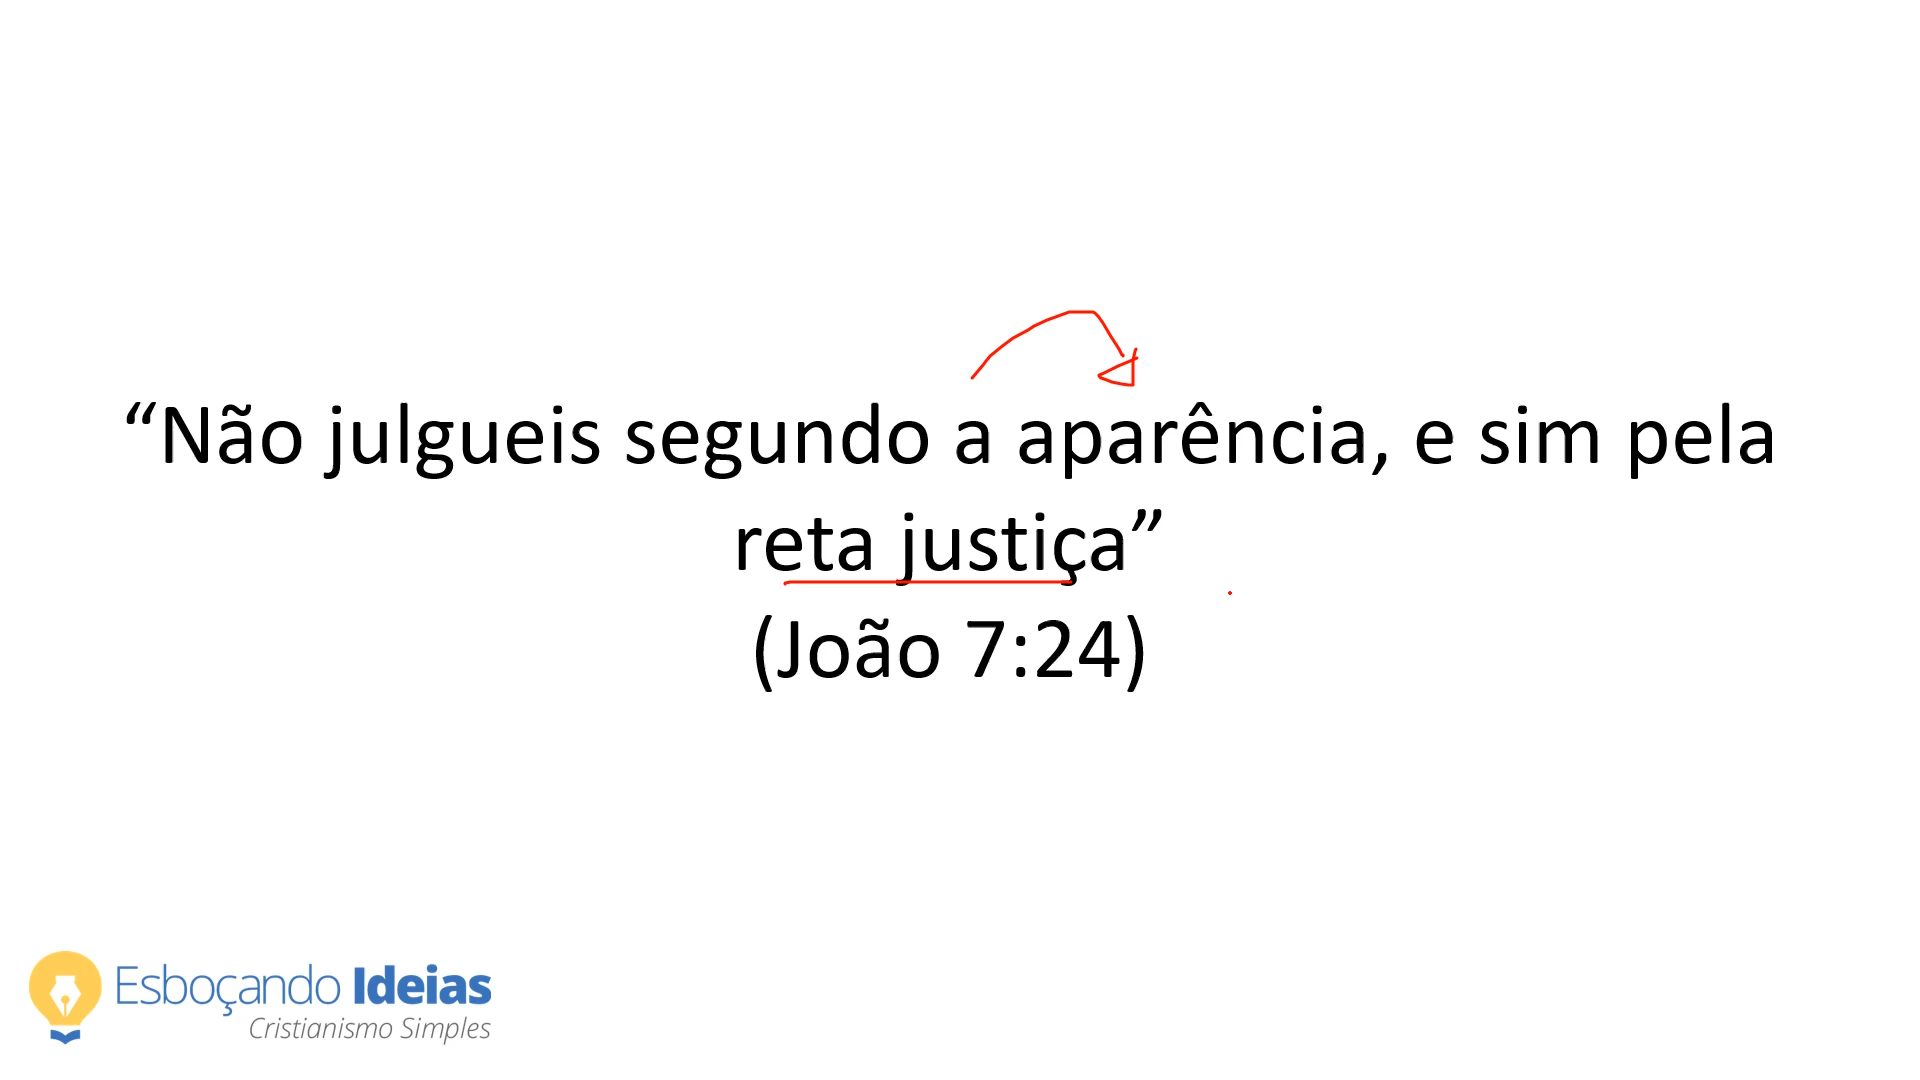 “Não julgueis segundo a aparência, e sim pela
reta justiça”
(João 7:24)
Esboçando Ideias
Cristianismo Simples